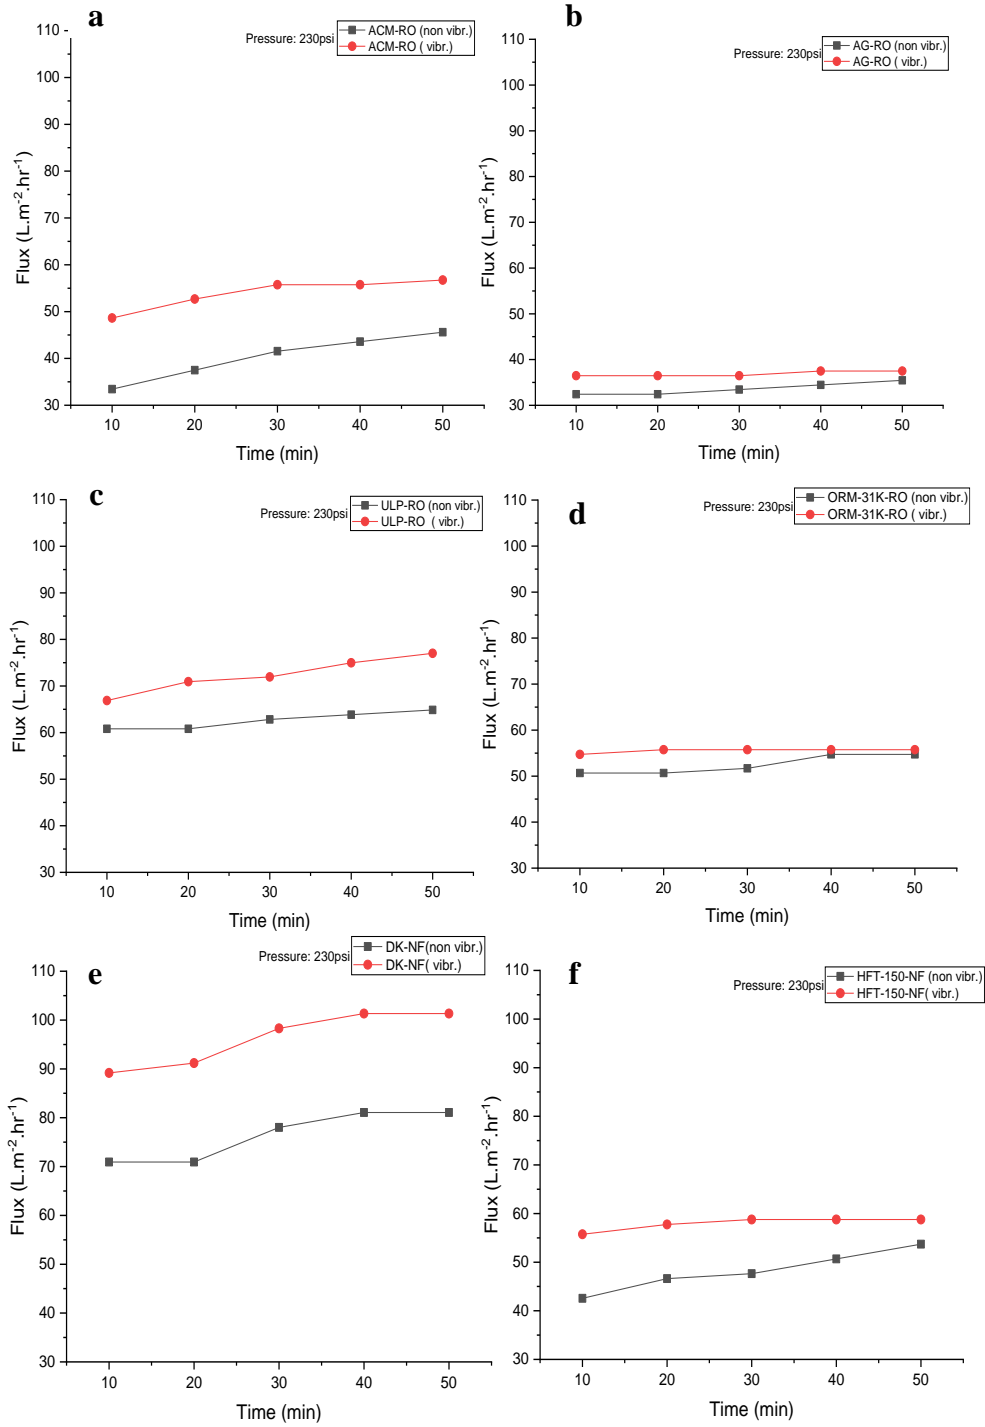 a
Pressure: 230psi
ACM-RO (non vibr.)
ACM-RO ( vibr.)
110
100
90
80
70
60
50
40
30
Flux (L.m⁻².hr⁻¹)
10 20 30 40 50
Time (min)
b
Pressure: 230psi
AG-RO (non vibr.)
AG-RO ( vibr.)
110
100
90
80
70
60
50
40
30
Flux (L.m⁻².hr⁻¹)
10 20 30 40 50
Time (min)
c
Pressure: 230psi
ULP-RO (non vibr.)
ULP-RO ( vibr.)
110
100
90
80
70
60
50
40
30
Flux (L.m⁻².hr⁻¹)
10 20 30 40 50
Time (min)
d
Pressure: 230psi
ORM-31K-RO (non vibr.)
ORM-31K-RO ( vibr.)
110
100
90
80
70
60
50
40
30
Flux (L.m⁻².hr⁻¹)
10 20 30 40 50
Time (min)
e
Pressure: 230psi
DK-NF(non vibr.)
DK-NF( vibr.)
110
100
90
80
70
60
50
40
30
Flux (L.m⁻².hr⁻¹)
10 20 30 40 50
Time (min)
f
Pressure: 230psi
HFT-150-NF (non vibr.)
HFT-150-NF( vibr.)
110
100
90
80
70
60
50
40
30
Flux (L.m⁻².hr⁻¹)
10 20 30 40 50
Time (min)